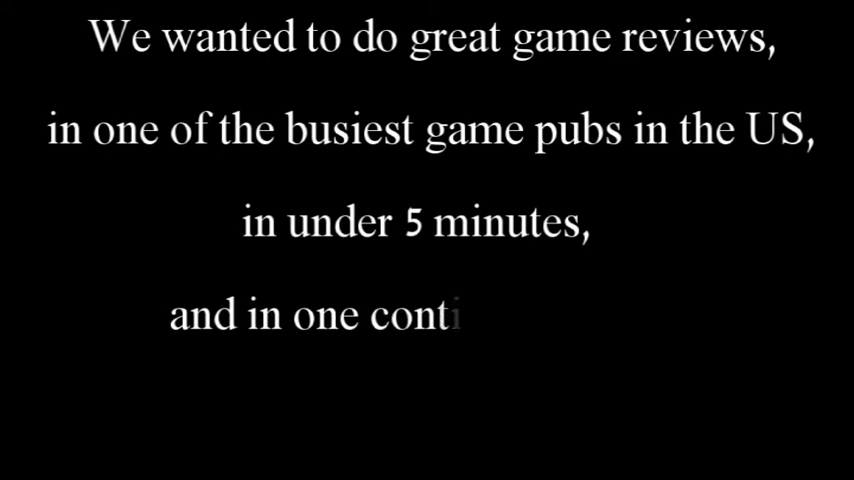 We wanted to do great game reviews,
in one of the busiest game pubs in the US,
in under 5 minutes,
and in one conti